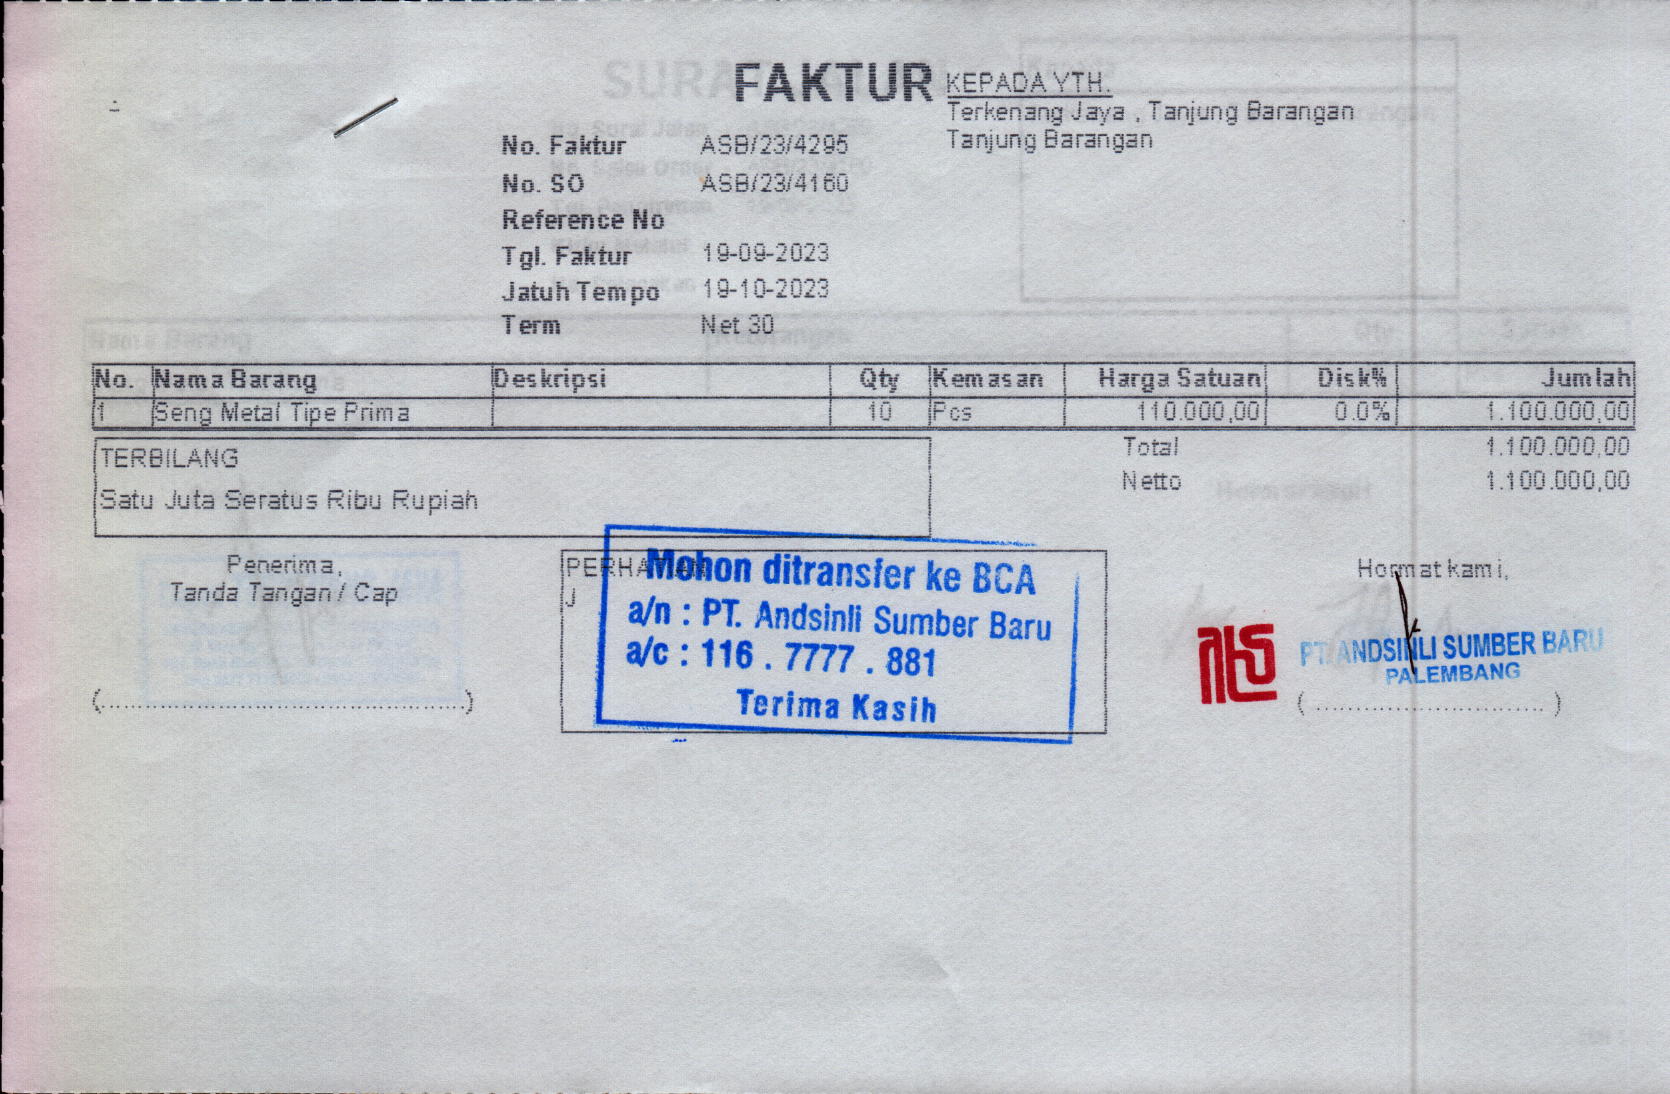 FAKTUR
KEPADA YTH.
Terkenang Jaya , Tanjung Barangan
Tanjung Barangan
No. Faktur ASB/23/4295
No. SO ASB/23/4160
Reference No
Tgl. Faktur 19-09-2023
Jatuh Tempo 19-10-2023
Term Net 30
No. Nama Barang Deskripsi Qty Kemasan Harga Satuan Disk% Jumlah
1 Seng Metal Tipe Prima 10 Pcs 110.000,00 0.0% 1.100.000,00
Total 1.100.000,00
Netto 1.100.000,00
TERBILANG
Satu Juta Seratus Ribu Rupiah
Penerima,
Tanda Tangan / Cap
(...............................................)
Mohon ditransfer ke BCA
a/n : PT. Andsinli Sumber Baru
a/c : 116 . 7777 . 881
Terima Kasih
Hormat kami,
PT. ANDSINLI SUMBER BARU
PALEMBANG
( ............................. )